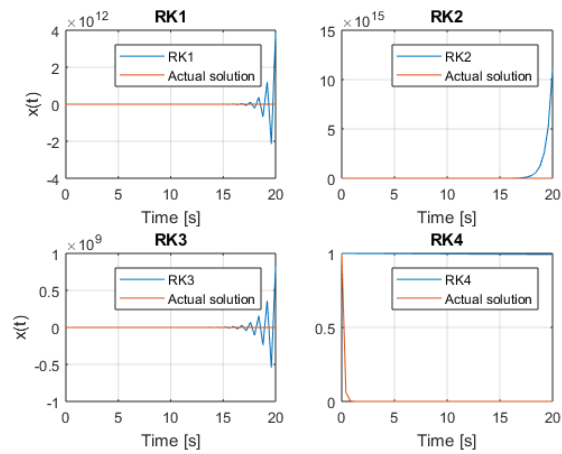 RK1
×10^12
4
2
0
-2
-4
x(t)
0 5 10 15 20
Time [s]
RK1
Actual solution
RK2
×10^15
15
10
5
0
0 5 10 15 20
Time [s]
RK2
Actual solution
RK3
×10^9
1
0.5
0
-0.5
-1
x(t)
0 5 10 15 20
Time [s]
RK3
Actual solution
RK4
1
0.5
0
0 5 10 15 20
Time [s]
RK4
Actual solution